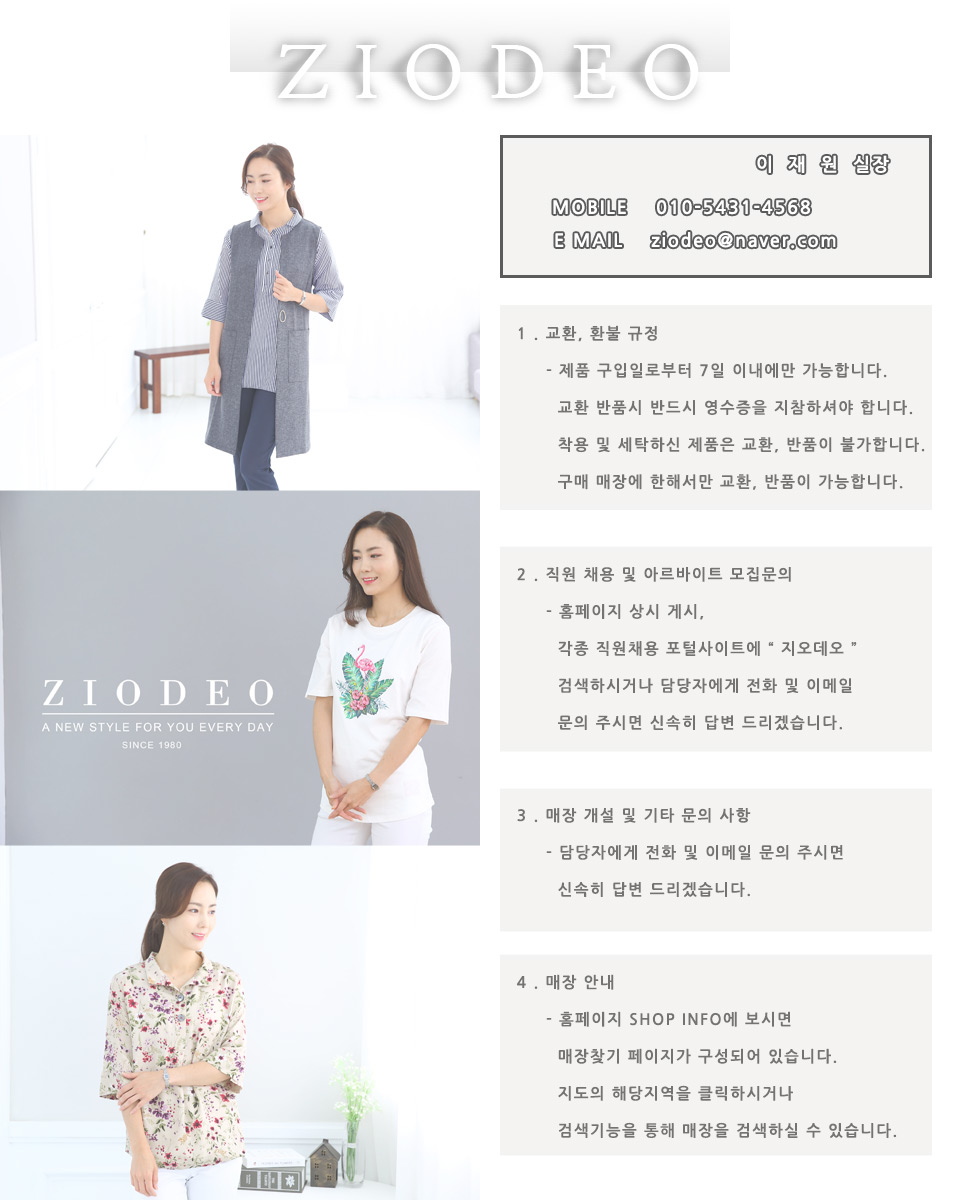 ZIODEO
이 재 원 실장
MOBILE 010-5431-4568
E MAIL ziodeo@naver.com
1 . 교환, 환불 규정
- 제품 구입일로부터 7일 이내에만 가능합니다.
교환 반품시 반드시 영수증을 지참하셔야 합니다.
착용 및 세탁하신 제품은 교환, 반품이 불가합니다.
구매 매장에 한해서만 교환, 반품이 가능합니다.
2 . 직원 채용 및 아르바이트 모집문의
- 홈페이지 상시 게시,
각종 직원채용 포털사이트에 “ 지오데오 ”
검색하시거나 담당자에게 전화 및 이메일
문의 주시면 신속히 답변 드리겠습니다.
ZIODEO
A NEW STYLE FOR YOU EVERY DAY
SINCE 1980
3 . 매장 개설 및 기타 문의 사항
- 담당자에게 전화 및 이메일 문의 주시면
신속히 답변 드리겠습니다.
4 . 매장 안내
- 홈페이지 SHOP INFO에 보시면
매장찾기 페이지가 구성되어 있습니다.
지도의 해당지역을 클릭하시거나
검색기능을 통해 매장을 검색하실 수 있습니다.